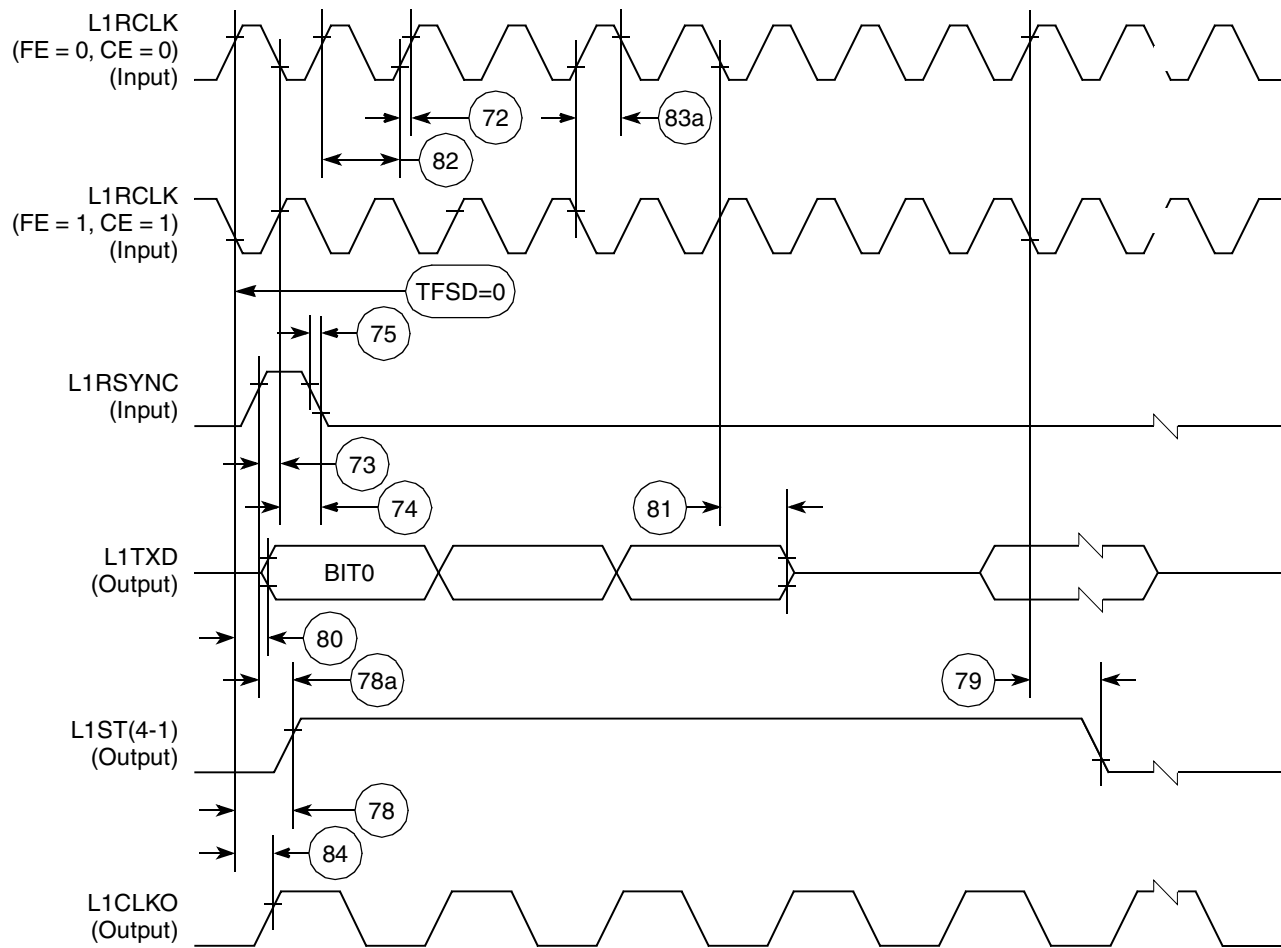 L1RCLK
(FE = 0, CE = 0)
(Input)
72
83a
82
L1RCLK
(FE = 1, CE = 1)
(Input)
TFSD=0
75
L1RSYNC
(Input)
73
74
81
L1TXD
(Output)
BIT0
80
78a
79
L1ST(4-1)
(Output)
78
84
L1CLKO
(Output)